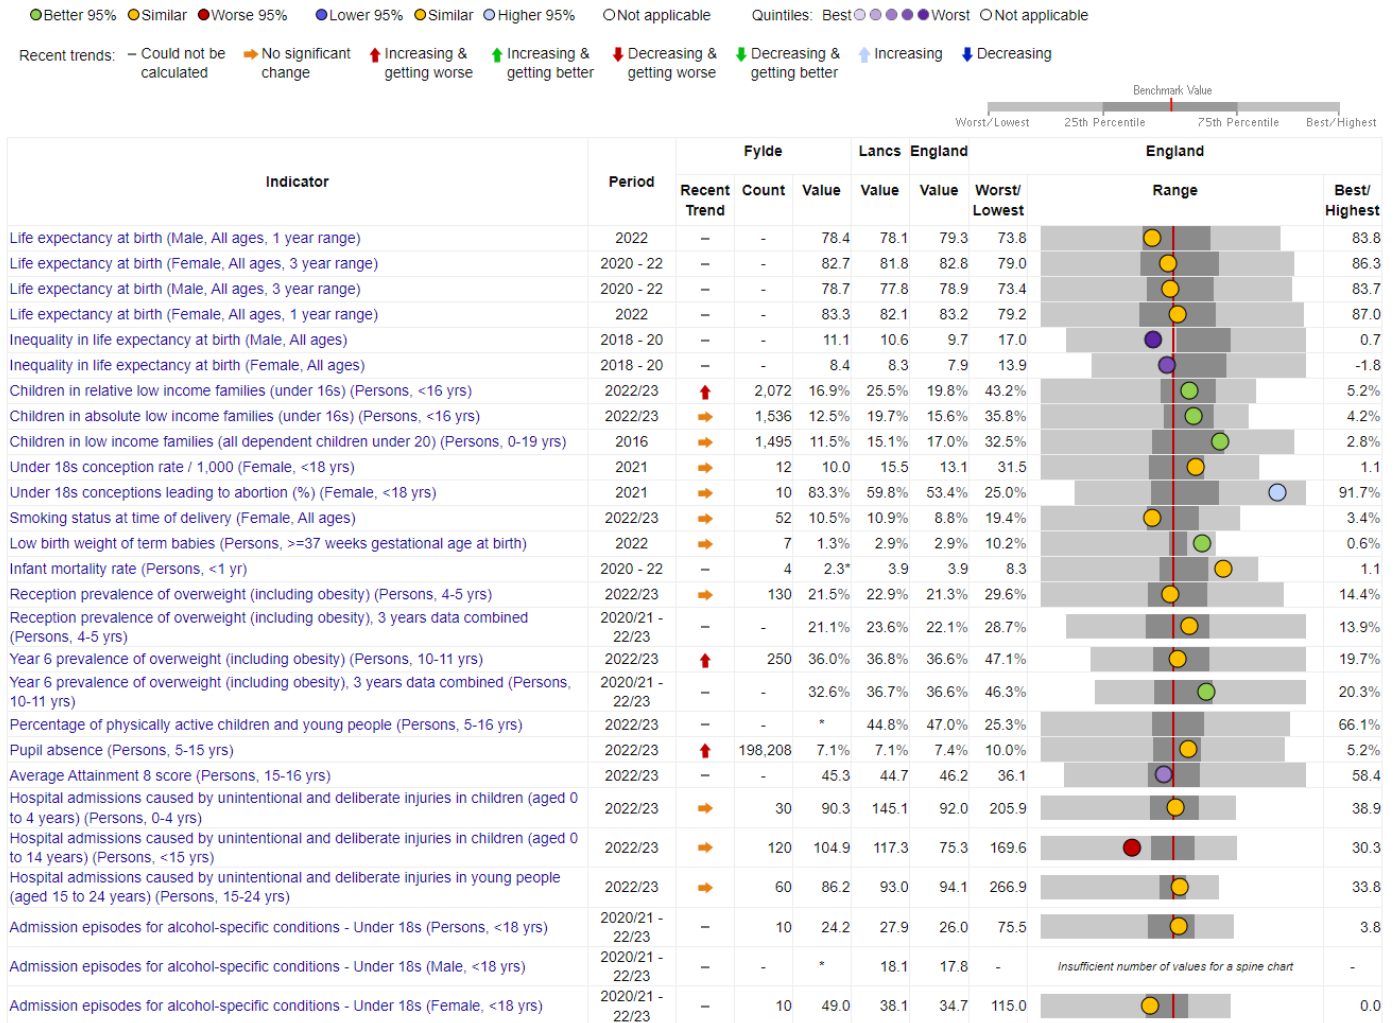 Better 95% Similar Worse 95% Lower 95% Similar Higher 95% Not applicable Quintiles: Best Worst Not applicable
Recent trends: – Could not be calculated No significant change Increasing & getting worse Increasing & getting better Decreasing & getting worse Decreasing & getting better Increasing Decreasing
Benchmark Value
Worst/Lowest 25th Percentile 75th Percentile Best/Highest
Indicator Period Fylde Lancs England England
Recent Trend Count Value Value Value Worst/ Lowest Range Best/ Highest
Life expectancy at birth (Male, All ages, 1 year range) 2022 – - 78.4 78.1 79.3 73.8 83.8
Life expectancy at birth (Female, All ages, 3 year range) 2020 - 22 – - 82.7 81.8 82.8 79.0 86.3
Life expectancy at birth (Male, All ages, 3 year range) 2020 - 22 – - 78.7 77.8 78.9 73.4 83.7
Life expectancy at birth (Female, All ages, 1 year range) 2022 – - 83.3 82.1 83.2 79.2 87.0
Inequality in life expectancy at birth (Male, All ages) 2018 - 20 – - 11.1 10.6 9.7 17.0 0.7
Inequality in life expectancy at birth (Female, All ages) 2018 - 20 – - 8.4 8.3 7.9 13.9 -1.8
Children in relative low income families (under 16s) (Persons, <16 yrs) 2022/23 2,072 16.9% 25.5% 19.8% 43.2% 5.2%
Children in absolute low income families (under 16s) (Persons, <16 yrs) 2022/23 1,536 12.5% 19.7% 15.6% 35.8% 4.2%
Children in low income families (all dependent children under 20) (Persons, 0-19 yrs) 2016 1,495 11.5% 15.1% 17.0% 32.5% 2.8%
Under 18s conception rate / 1,000 (Female, <18 yrs) 2021 12 10.0 15.5 13.1 31.5 1.1
Under 18s conceptions leading to abortion (%) (Female, <18 yrs) 2021 10 83.3% 59.8% 53.4% 25.0% 91.7%
Smoking status at time of delivery (Female, All ages) 2022/23 52 10.5% 10.9% 8.8% 19.4% 3.4%
Low birth weight of term babies (Persons, >=37 weeks gestational age at birth) 2022 7 1.3% 2.9% 2.9% 10.2% 0.6%
Infant mortality rate (Persons, <1 yr) 2020 - 22 – 4 2.3* 3.9 3.9 8.3 1.1
Reception prevalence of overweight (including obesity) (Persons, 4-5 yrs) 2022/23 130 21.5% 22.9% 21.3% 29.6% 14.4%
Reception prevalence of overweight (including obesity), 3 years data combined
(Persons, 4-5 yrs) 2020/21 - 22/23 – - 21.1% 23.6% 22.1% 28.7% 13.9%
Year 6 prevalence of overweight (including obesity) (Persons, 10-11 yrs) 2022/23 250 36.0% 36.8% 36.6% 47.1% 19.7%
Year 6 prevalence of overweight (including obesity), 3 years data combined (Persons,
10-11 yrs) 2020/21 - 22/23 – - 32.6% 36.7% 36.6% 46.3% 20.3%
Percentage of physically active children and young people (Persons, 5-16 yrs) 2022/23 – - * 44.8% 47.0% 25.3% 66.1%
Pupil absence (Persons, 5-15 yrs) 2022/23 198,208 7.1% 7.1% 7.4% 10.0% 5.2%
Average Attainment 8 score (Persons, 15-16 yrs) 2022/23 – - 45.3 44.7 46.2 36.1 58.4
Hospital admissions caused by unintentional and deliberate injuries in children (aged 0
to 4 years) (Persons, 0-4 yrs) 2022/23 30 90.3 145.1 92.0 205.9 38.9
Hospital admissions caused by unintentional and deliberate injuries in children (aged 0
to 14 years) (Persons, <15 yrs) 2022/23 120 104.9 117.3 75.3 169.6 30.3
Hospital admissions caused by unintentional and deliberate injuries in young people
(aged 15 to 24 years) (Persons, 15-24 yrs) 2022/23 60 86.2 93.0 94.1 266.9 33.8
Admission episodes for alcohol-specific conditions - Under 18s (Persons, <18 yrs) 2020/21 - 22/23 – 10 24.2 27.9 26.0 75.5 3.8
Admission episodes for alcohol-specific conditions - Under 18s (Male, <18 yrs) 2020/21 - 22/23 – - * 18.1 17.8 - Insufficient number of values for a spine chart -
Admission episodes for alcohol-specific conditions - Under 18s (Female, <18 yrs) 2020/21 - 22/23 – 10 49.0 38.1 34.7 115.0 0.0